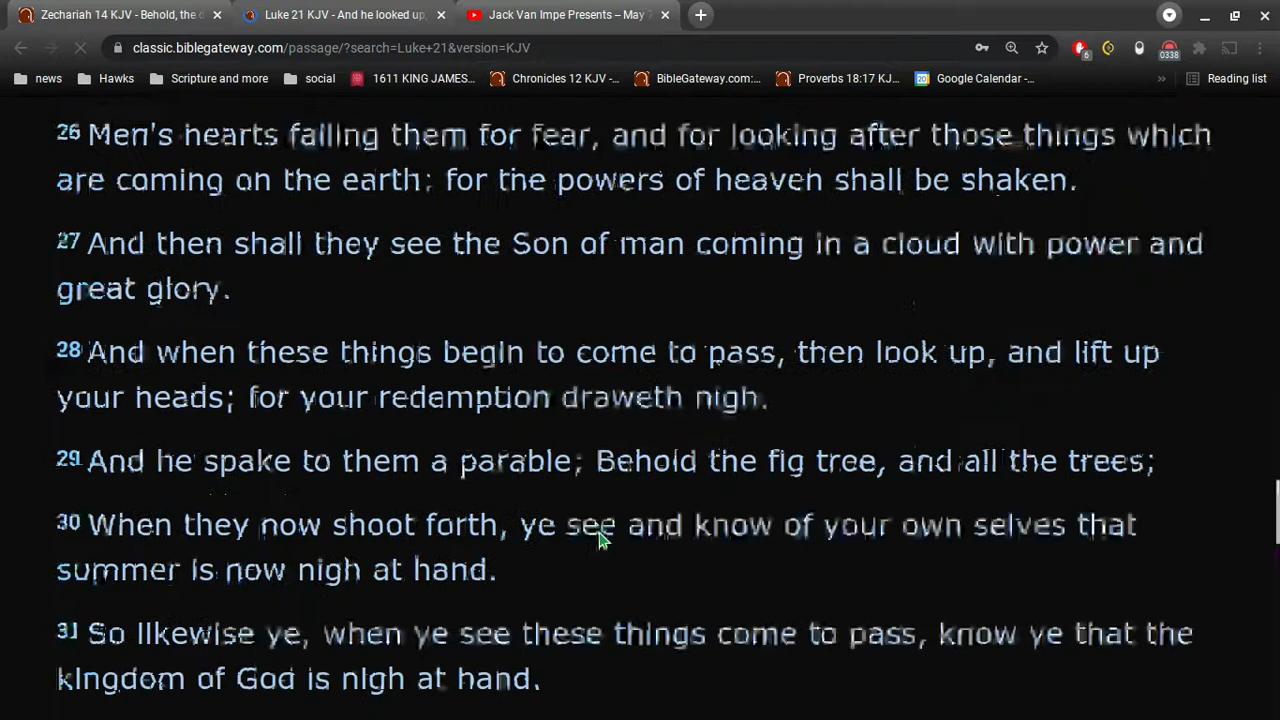 Zechariah 14 KJV - Behold, the d
Luke 21 KJV - And he looked up,
Jack Van Impe Presents – May 7
classic.biblegateway.com/passage/?search=Luke+21&version=KJV
6
0338
news
Hawks
Scripture and more
social
1611 KING JAMES...
Chronicles 12 KJV -...
BibleGateway.com:...
Proverbs 18:17 KJ...
Google Calendar -...
»
Reading list
26 Men's hearts failing them for fear, and for looking after those things which
are coming on the earth: for the powers of heaven shall be shaken.
27 And then shall they see the Son of man coming in a cloud with power and
great glory.
28 And when these things begin to come to pass, then look up, and lift up
your heads; for your redemption draweth nigh.
29 And he spake to them a parable; Behold the fig tree, and all the trees;
30 When they now shoot forth, ye see and know of your own selves that
summer is now nigh at hand.
31 So likewise ye, when ye see these things come to pass, know ye that the
kingdom of God is nigh at hand.